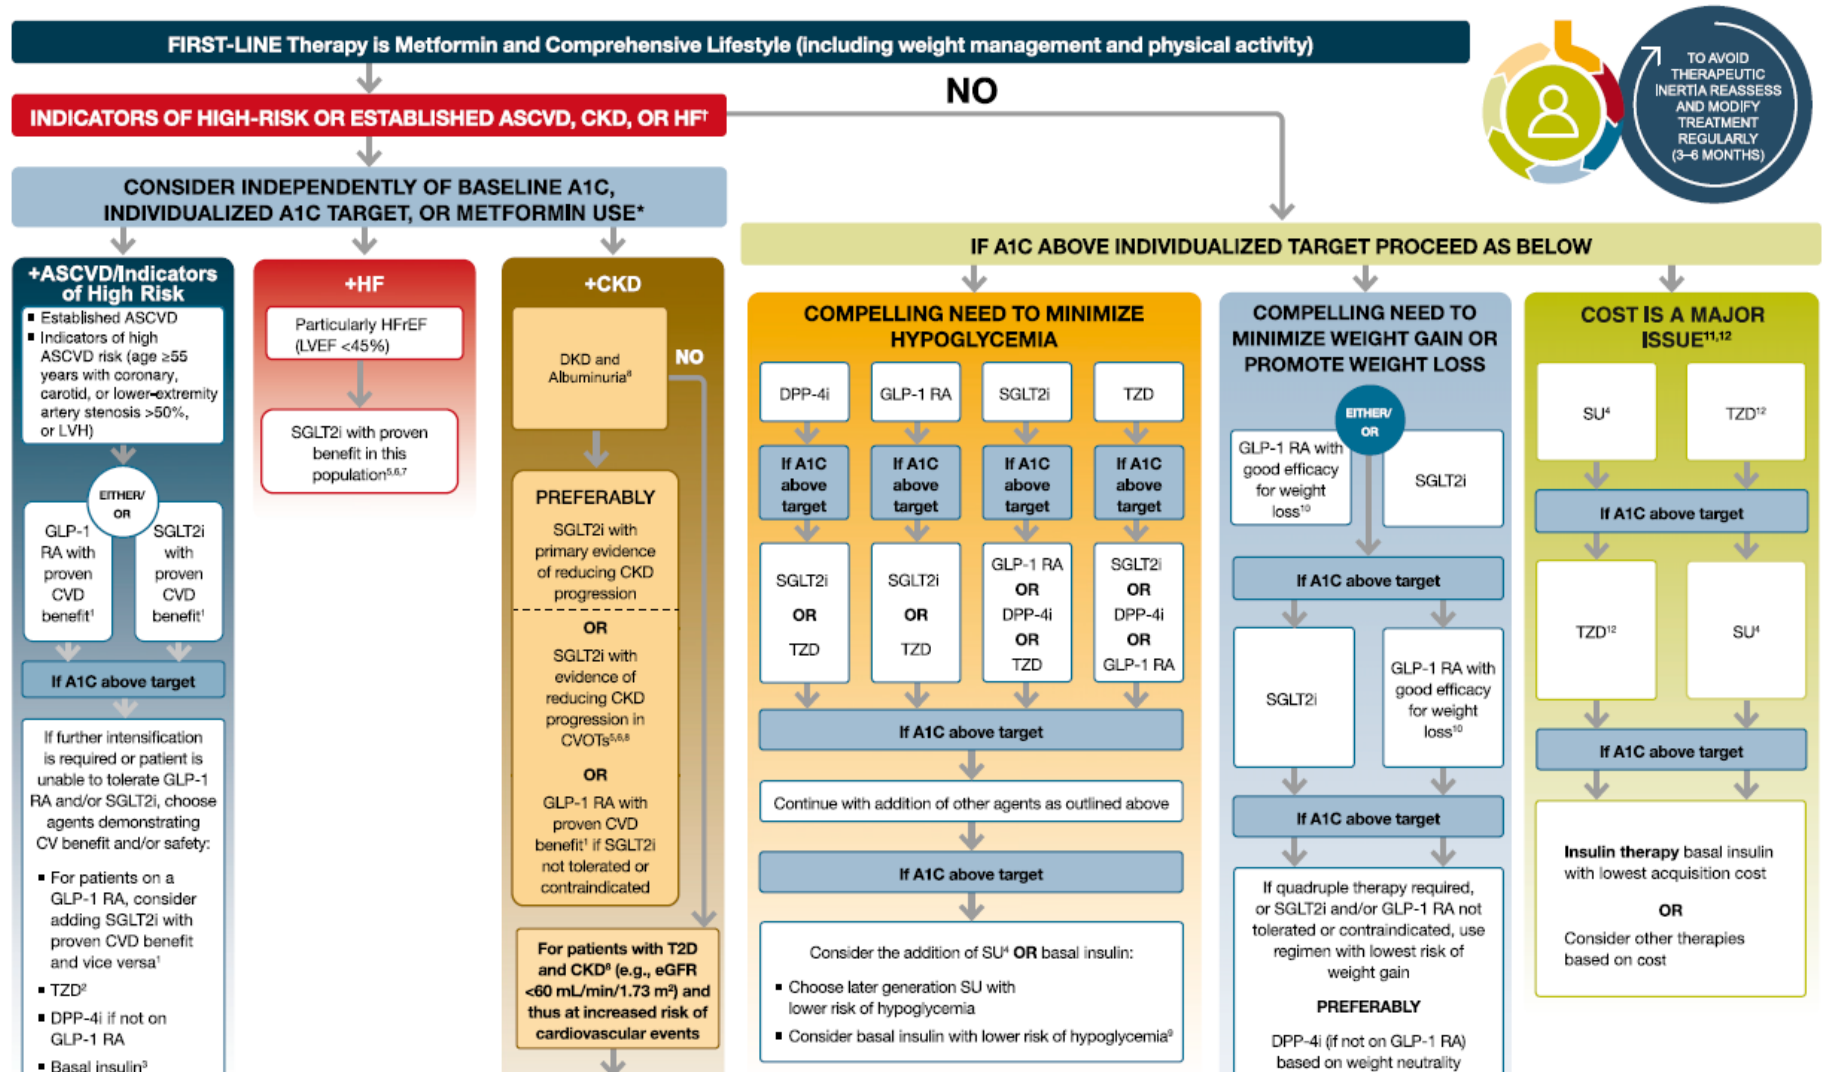 FIRST-LINE Therapy is Metformin and Comprehensive Lifestyle (including weight management and physical activity)
TO AVOID
THERAPEUTIC
INERTIA REASSESS
AND MODIFY
TREATMENT
REGULARLY
(3–6 MONTHS)
NO
INDICATORS OF HIGH-RISK OR ESTABLISHED ASCVD, CKD, OR HF†
CONSIDER INDEPENDENTLY OF BASELINE A1C,
INDIVIDUALIZED A1C TARGET, OR METFORMIN USE*
+ASCVD/Indicators
of High Risk
▪ Established ASCVD
▪ Indicators of high
ASCVD risk (age ≥55
years with coronary,
carotid, or lower-extremity
artery stenosis >50%,
or LVH)
EITHER/
OR
GLP-1
RA with
proven
CVD
benefit¹
SGLT2i
with
proven
CVD
benefit¹
If A1C above target
If further intensification
is required or patient is
unable to tolerate GLP-1
RA and/or SGLT2i, choose
agents demonstrating
CV benefit and/or safety:
▪ For patients on a
GLP-1 RA, consider
adding SGLT2i with
proven CVD benefit
and vice versa¹
▪ TZD²
▪ DPP-4i if not on
GLP-1 RA
▪ Basal insulin³
+HF
Particularly HFrEF
(LVEF <45%)
SGLT2i with proven
benefit in this
population⁵,⁶,⁷
+CKD
DKD and
Albuminuria⁸
NO
PREFERABLY
SGLT2i with
primary evidence
of reducing CKD
progression
OR
SGLT2i with
evidence of
reducing CKD
progression in
CVOTs⁵,⁶,⁸
OR
GLP-1 RA with
proven CVD
benefit¹ if SGLT2i
not tolerated or
contraindicated
For patients with T2D
and CKD⁸ (e.g., eGFR
<60 mL/min/1.73 m²) and
thus at increased risk of
cardiovascular events
IF A1C ABOVE INDIVIDUALIZED TARGET PROCEED AS BELOW
COMPELLING NEED TO MINIMIZE
HYPOGLYCEMIA
DPP-4i
GLP-1 RA
SGLT2i
TZD
If A1C
above
target
If A1C
above
target
If A1C
above
target
If A1C
above
target
SGLT2i
OR
TZD
SGLT2i
OR
TZD
GLP-1 RA
OR
DPP-4i
OR
TZD
SGLT2i
OR
DPP-4i
OR
GLP-1 RA
If A1C above target
Continue with addition of other agents as outlined above
If A1C above target
Consider the addition of SU⁴ OR basal insulin:
▪ Choose later generation SU with
lower risk of hypoglycemia
▪ Consider basal insulin with lower risk of hypoglycemia⁹
COMPELLING NEED TO
MINIMIZE WEIGHT GAIN OR
PROMOTE WEIGHT LOSS
EITHER/
OR
GLP-1 RA with
good efficacy
for weight
loss¹⁰
SGLT2i
If A1C above target
SGLT2i
GLP-1 RA with
good efficacy
for weight
loss¹⁰
If A1C above target
If quadruple therapy required,
or SGLT2i and/or GLP-1 RA not
tolerated or contraindicated, use
regimen with lowest risk of
weight gain
PREFERABLY
DPP-4i (if not on GLP-1 RA)
based on weight neutrality
COST IS A MAJOR
ISSUE¹¹,¹²
SU⁴
TZD¹²
If A1C above target
TZD¹²
SU⁴
If A1C above target
Insulin therapy basal insulin
with lowest acquisition cost
OR
Consider other therapies
based on cost